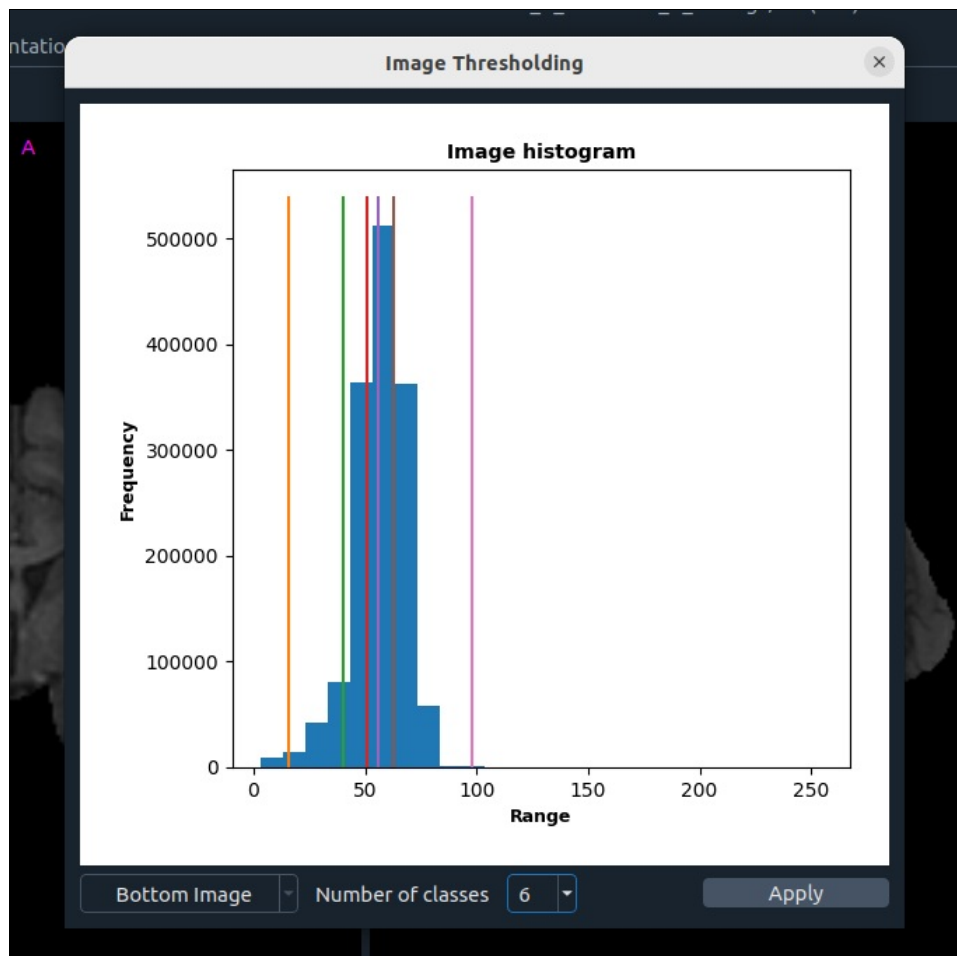 ntatio
Image Thresholding
A
Image histogram
500000
400000
300000
200000
100000
0
Frequency
0 50 100 150 200 250
Range
Bottom Image Number of classes 6 Apply